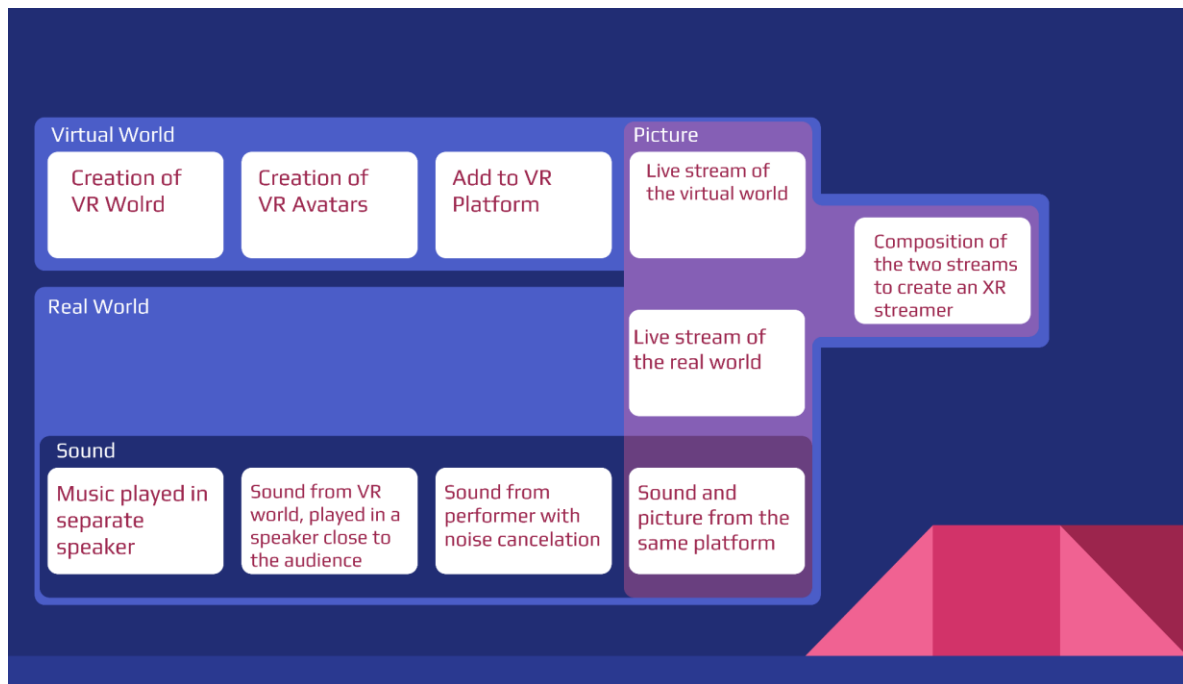 Virtual World
Picture
Creation of
VR Wolrd
Creation of
VR Avatars
Add to VR
Platform
Live stream of
the virtual world
Composition of
the two streams
to create an XR
streamer
Real World
Live stream of
the real world
Sound
Music played in
separate
speaker
Sound from VR
world, played in a
speaker close to
the audience
Sound from
performer with
noise cancelation
Sound and
picture from the
same platform